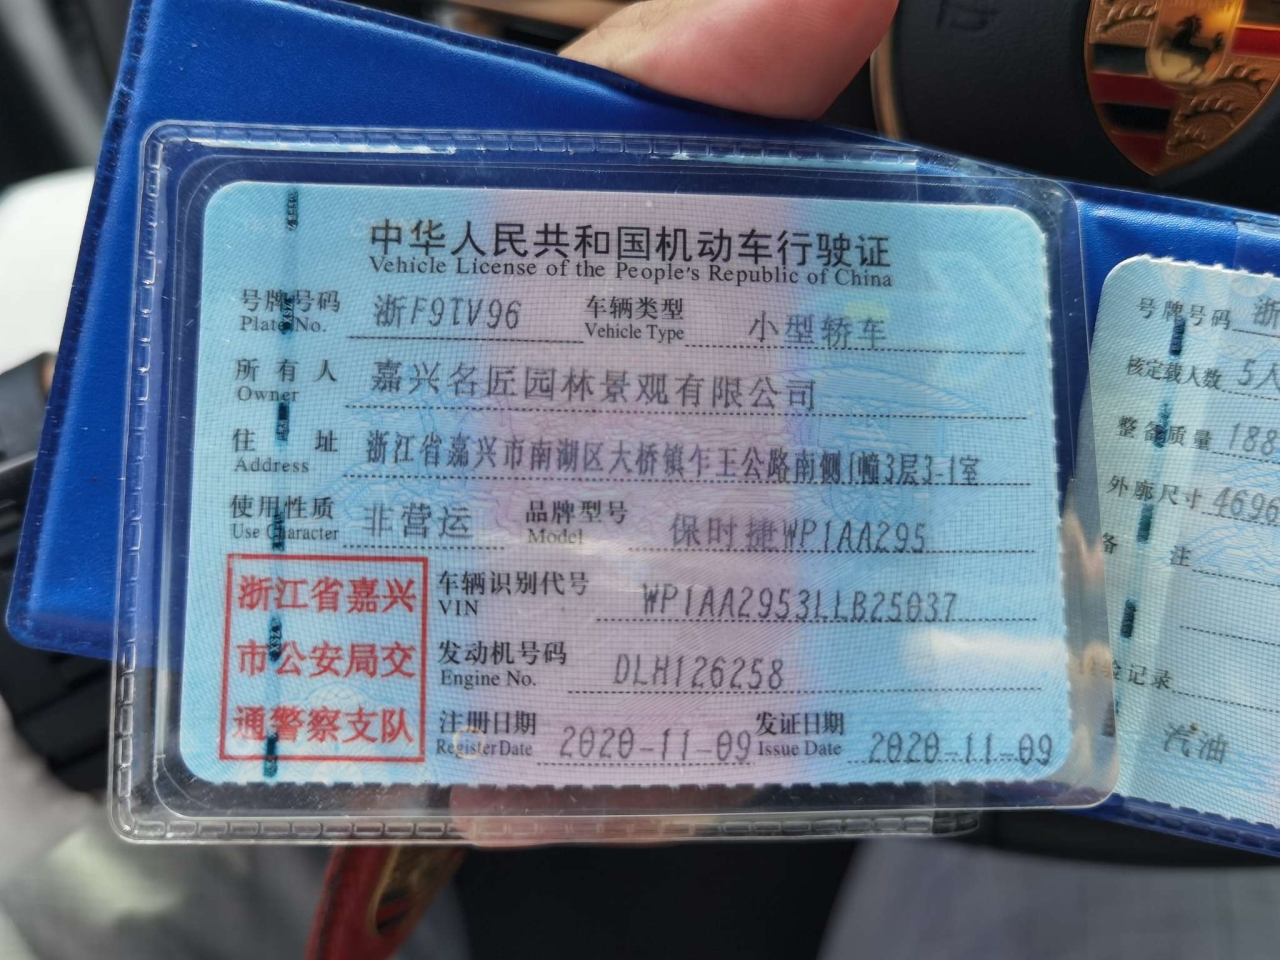 中华人民共和国机动车行驶证
Vehicle License of the People's Republic of China
号牌号码 浙F9TV96 车辆类型 小型轿车
Plate No. Vehicle Type
所有人 嘉兴名匠园林景观有限公司
Owner
住址 浙江省嘉兴市南湖区大桥镇乍王公路南侧1幢3层3-1室
Address
使用性质 非营运 品牌型号 保时捷WP1AA295
Use Character Model
浙江省嘉兴
市公安局交
通警察支队
车辆识别代号 WP1AA2953LLB25037
VIN
发动机号码 DLH126258
Engine No.
注册日期 2020-11-09 发证日期 2020-11-09
Register Date Issue Date
号牌号码 浙
核定载人数 5人
整备质量 188
外廓尺寸 4696
备注
验记录
汽油